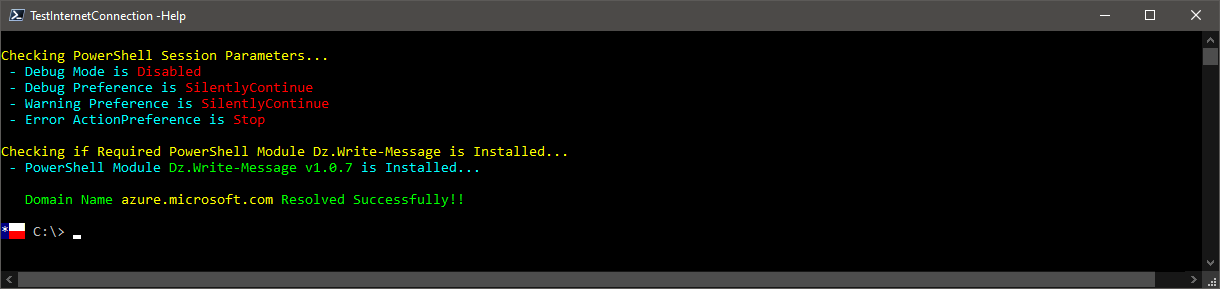 TestInternetConnection -Help
Checking PowerShell Session Parameters...
- Debug Mode is Disabled
- Debug Preference is SilentlyContinue
- Warning Preference is SilentlyContinue
- Error ActionPreference is Stop
Checking if Required PowerShell Module Dz.Write-Message is Installed...
- PowerShell Module Dz.Write-Message v1.0.7 is Installed...
Domain Name azure.microsoft.com Resolved Successfully!!
* C:\>